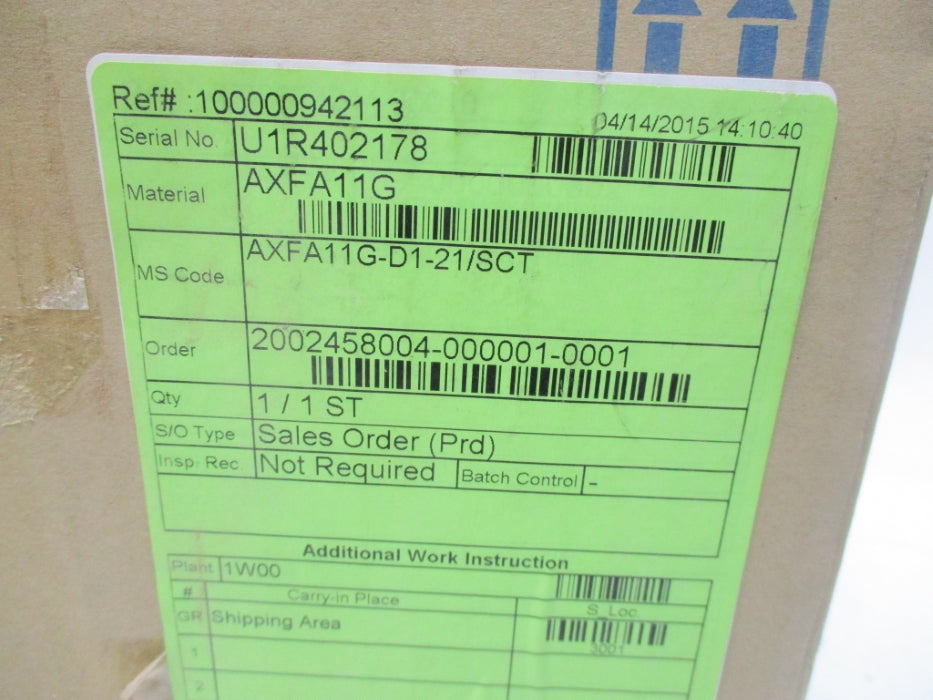 Ref# :100000942113
04/14/2015 14:10:40
Serial No. U1R402178
Material AXFA11G
MS Code AXFA11G-D1-21/SCT
Order 2002458004-000001-0001
Qty 1 / 1 ST
S/O Type Sales Order (Prd)
Insp. Rec. Not Required Batch Control -
Additional Work Instruction
Plant 1W00
# Carry-in Place S_Loc
GR Shipping Area 3001
1
2